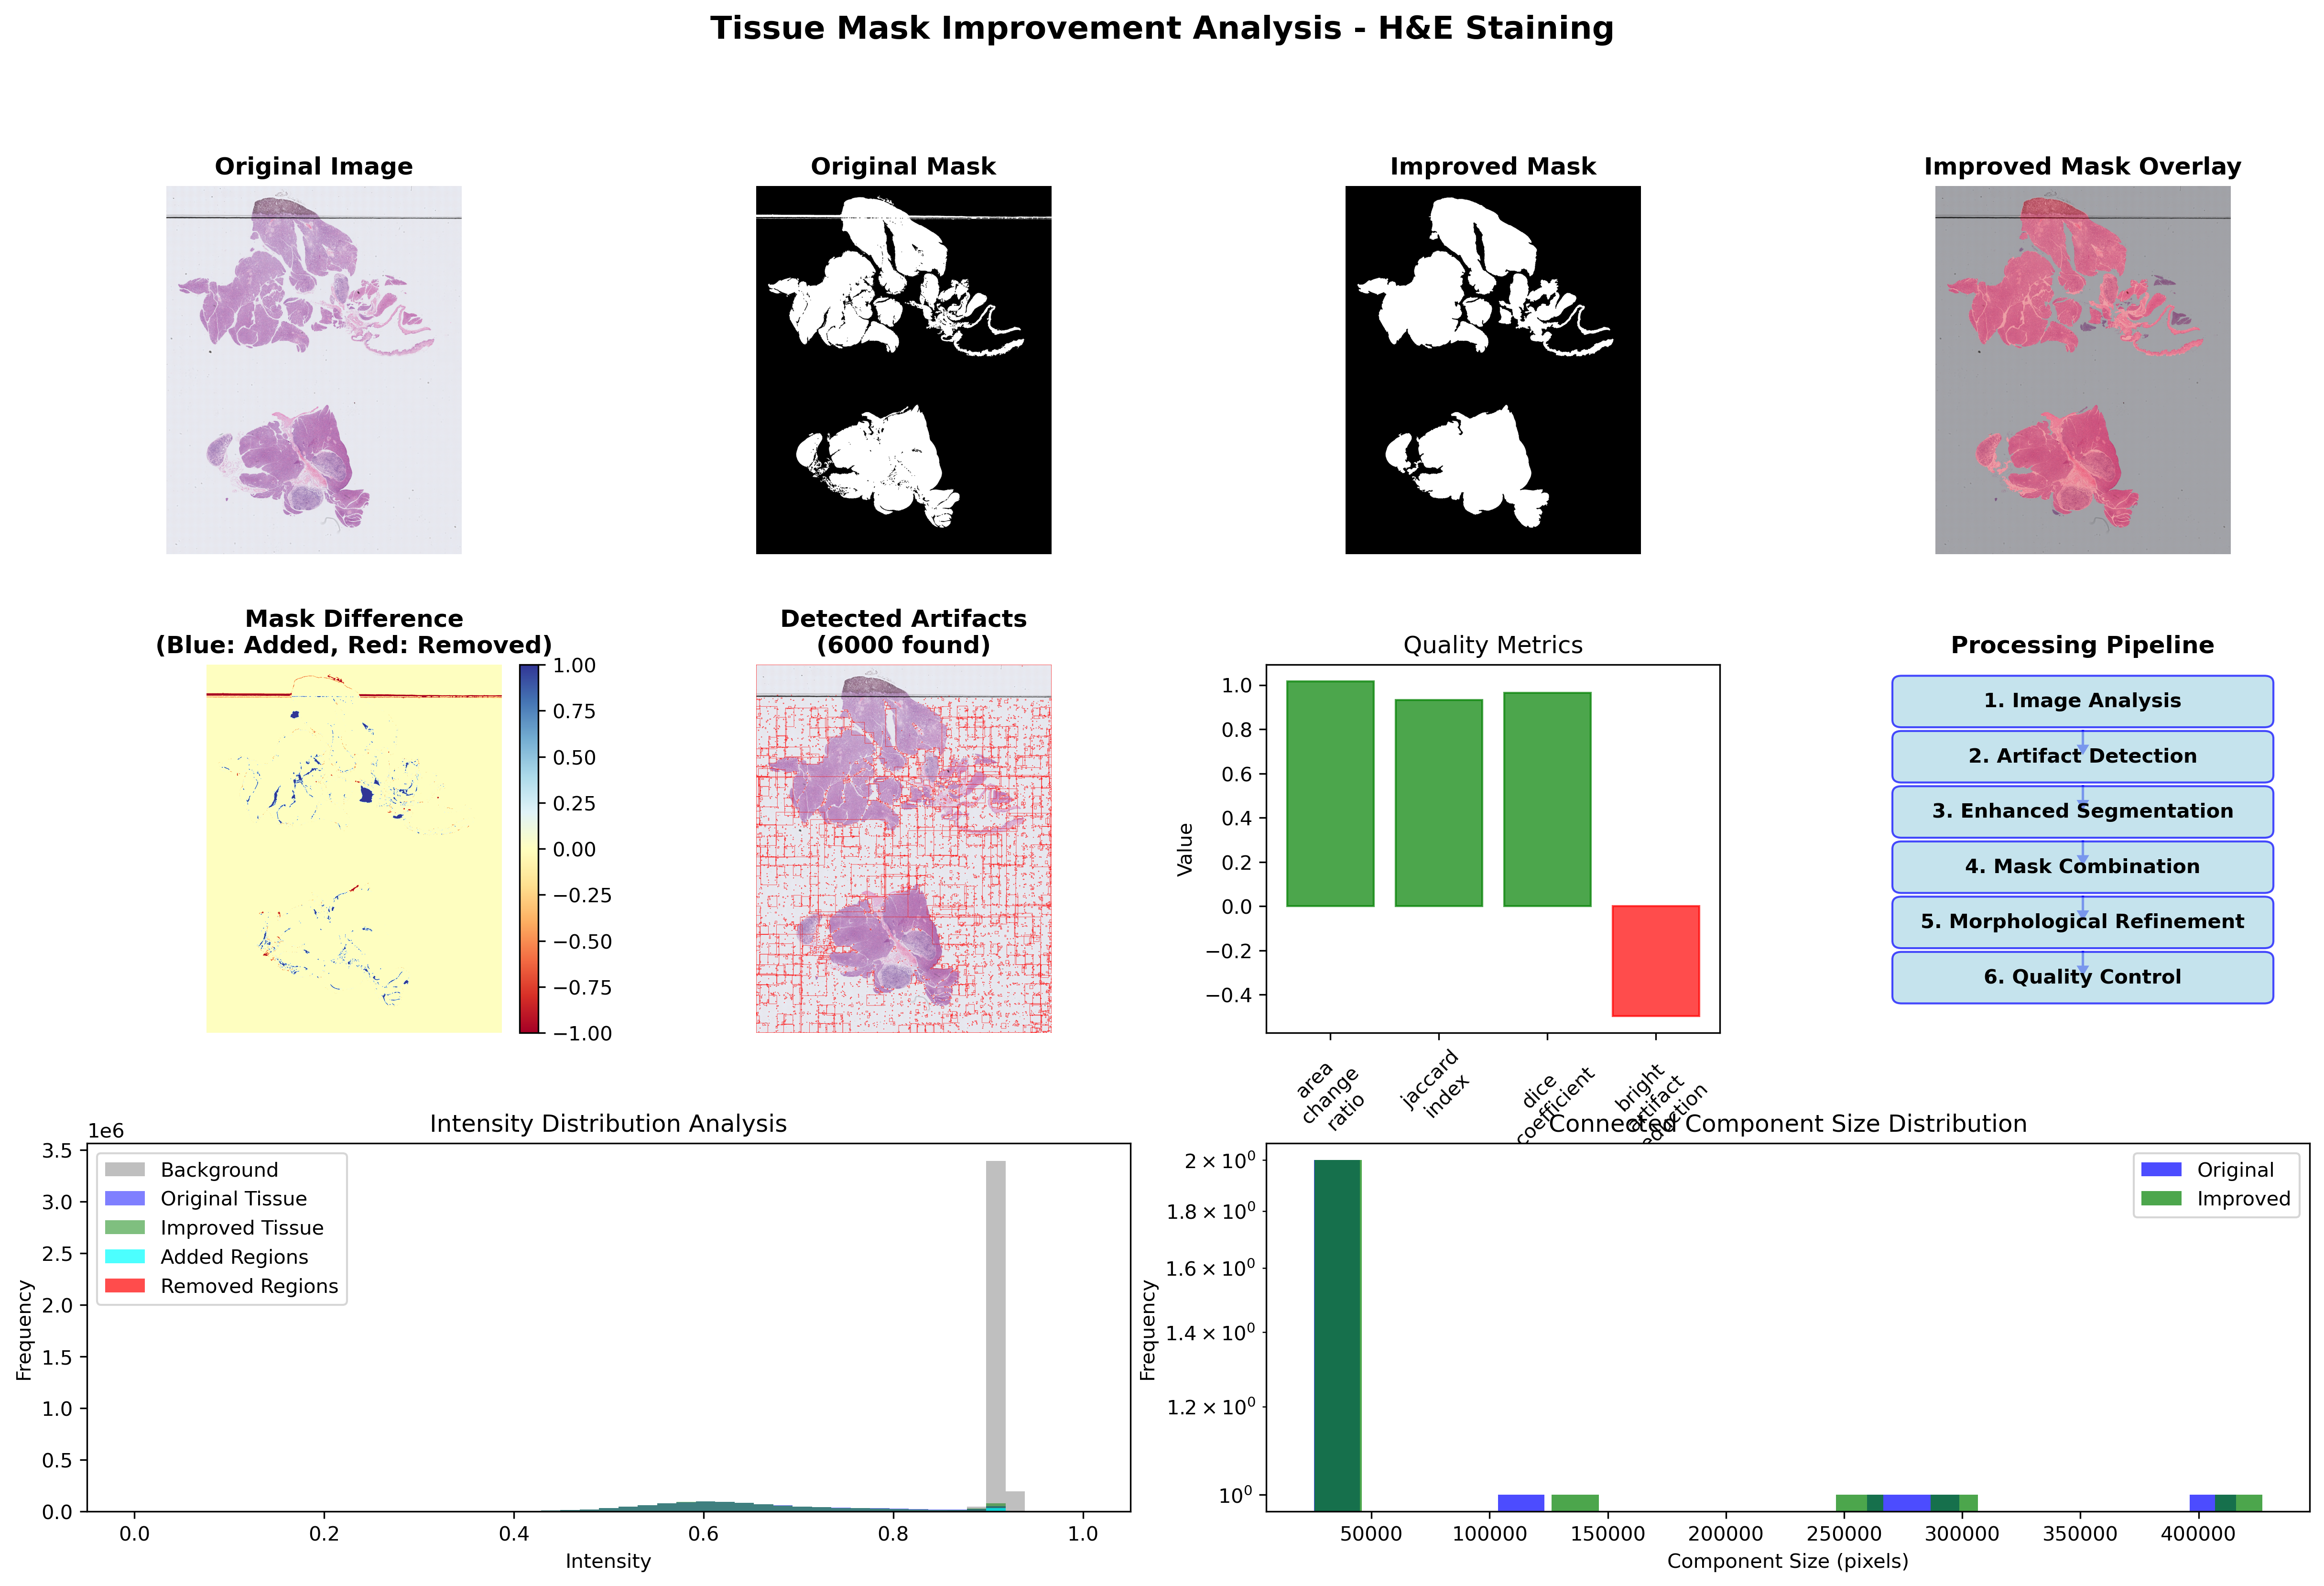 Tissue Mask Improvement Analysis - H&E Staining
Original Image
Original Mask
Improved Mask
Improved Mask Overlay
Mask Difference
(Blue: Added, Red: Removed)
1.00
0.75
0.50
0.25
0.00
−0.25
−0.50
−0.75
−1.00
Detected Artifacts
(6000 found)
Quality Metrics
Value
1.0
0.8
0.6
0.4
0.2
0.0
−0.2
−0.4
area
change
ratio
jaccard
index
dice
coefficient
bright
artifact
Processing Pipeline
1. Image Analysis
2. Artifact Detection
3. Enhanced Segmentation
4. Mask Combination
5. Morphological Refinement
6. Quality Control
Intensity Distribution Analysis
1e6
Frequency
3.5
3.0
2.5
2.0
1.5
1.0
0.5
0.0
Background
Original Tissue
Improved Tissue
Added Regions
Removed Regions
0.0 0.2 0.4 0.6 0.8 1.0
Intensity
Connected Component Size Distribution
Frequency
2 × 10⁰
1.8 × 10⁰
1.6 × 10⁰
1.4 × 10⁰
1.2 × 10⁰
10⁰
Original
Improved
50000 100000 150000 200000 250000 300000 350000 400000
Component Size (pixels)